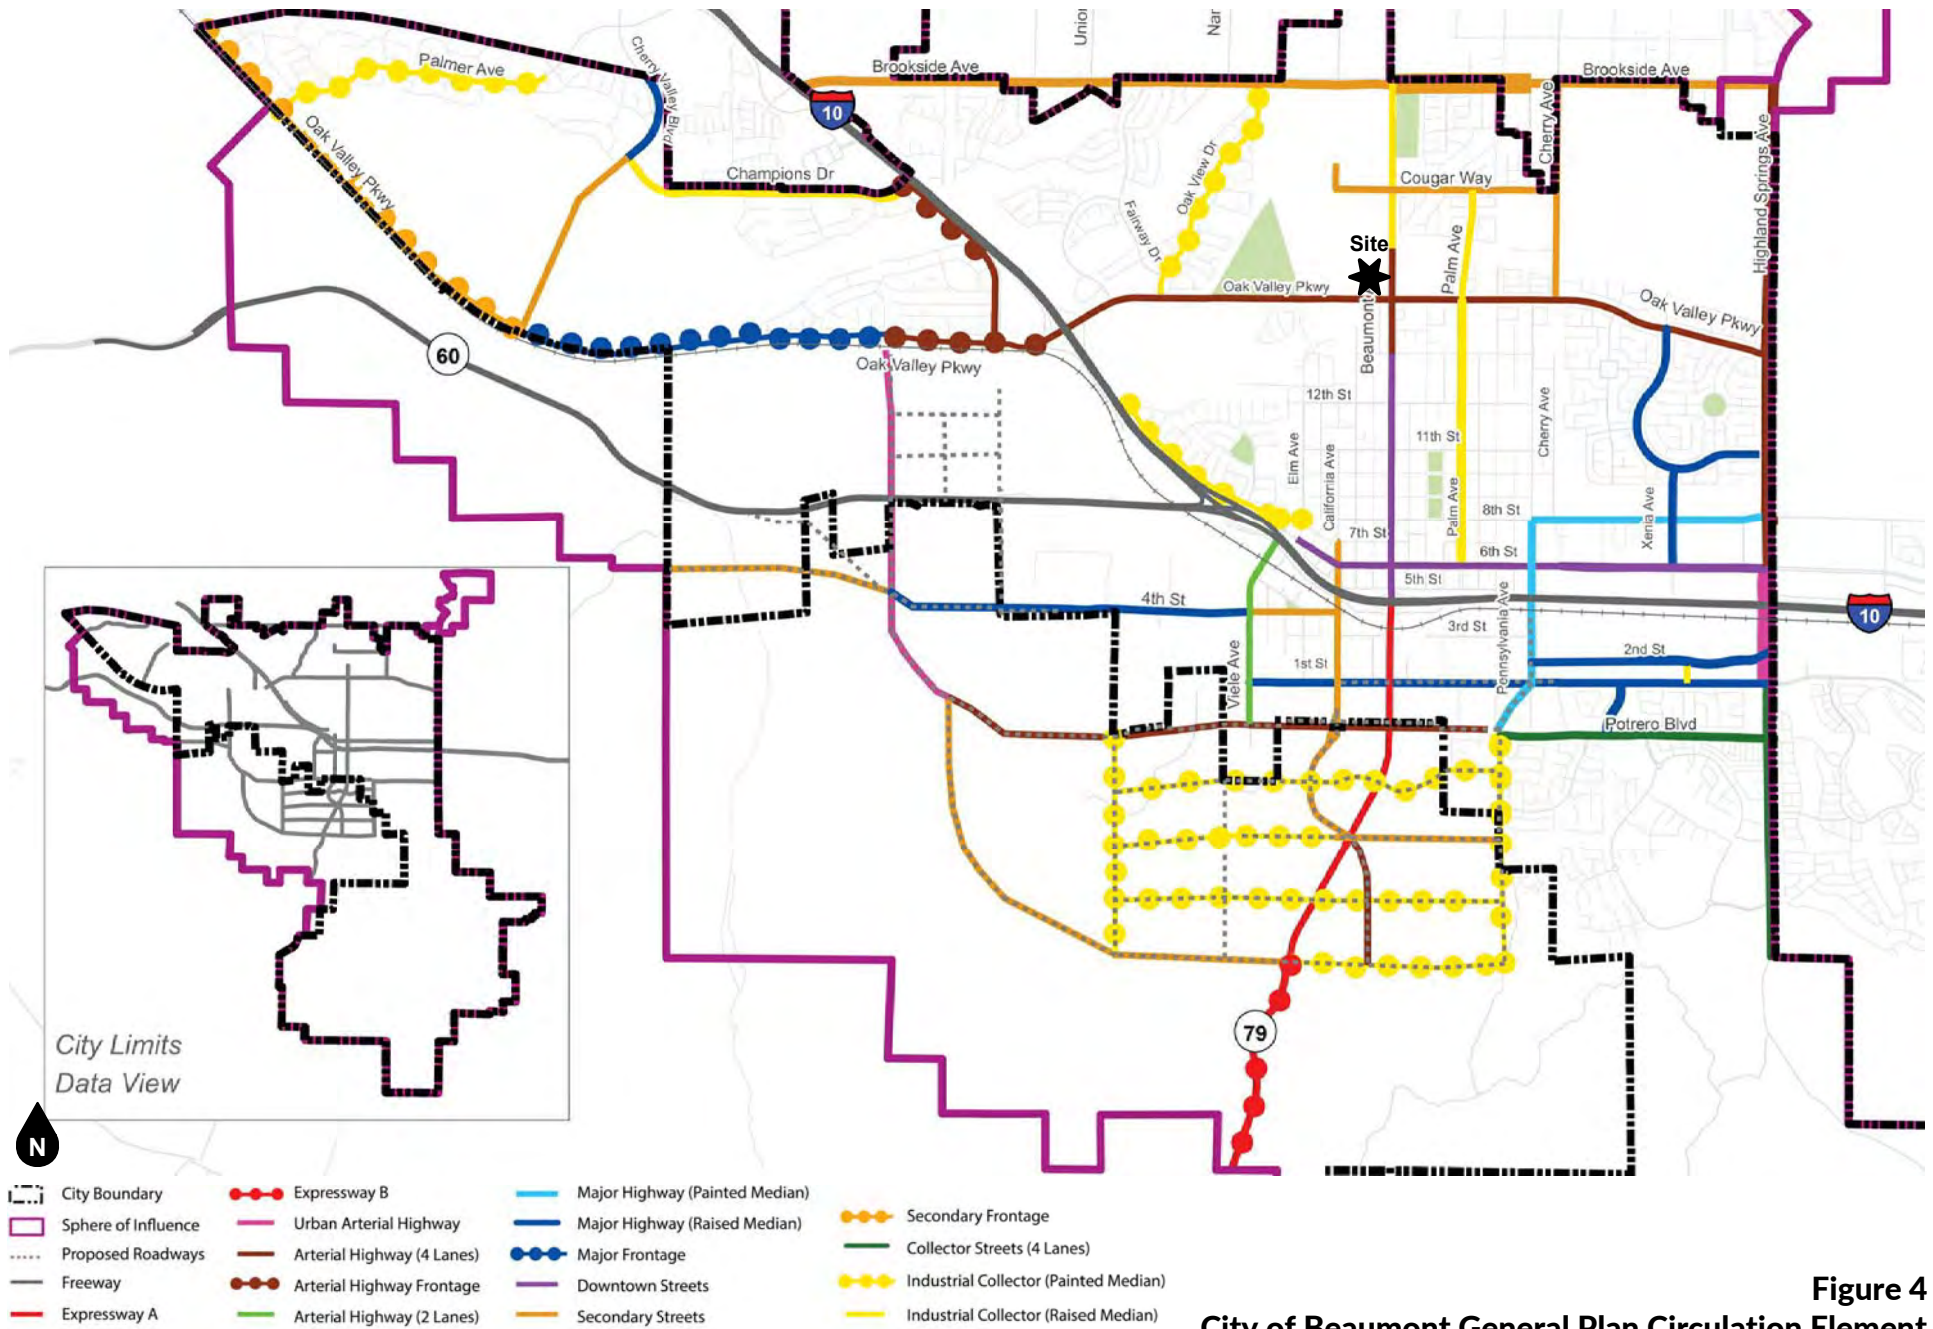 Union
Nar
Cherry Valley Blvd
Palmer Ave
Brookside Ave
Brookside Ave
10
Oak Valley Pkwy
Champions Dr
Oak View Dr
Fairway Dr
Cougar Way
Cherry Ave
Highland Springs Ave
Site
Palm Ave
Oak Valley Pkwy
Beaumont
Oak Valley Pkwy
60
Oak Valley Pkwy
12th St
11th St
Cherry Ave
Elm Ave
California Ave
Palm Ave
8th St
Xenia Ave
7th St
6th St
5th St
4th St
3rd St
10
Pennsylvania Ave
2nd St
1st St
Viele Ave
Potrero Blvd
79
City Limits
Data View
N
City Boundary
Sphere of Influence
Proposed Roadways
Freeway
Expressway A
Expressway B
Urban Arterial Highway
Arterial Highway (4 Lanes)
Arterial Highway Frontage
Arterial Highway (2 Lanes)
Major Highway (Painted Median)
Major Highway (Raised Median)
Major Frontage
Downtown Streets
Secondary Streets
Secondary Frontage
Collector Streets (4 Lanes)
Industrial Collector (Painted Median)
Industrial Collector (Raised Median)
Figure 4
City of Beaumont General Plan Circulation Element